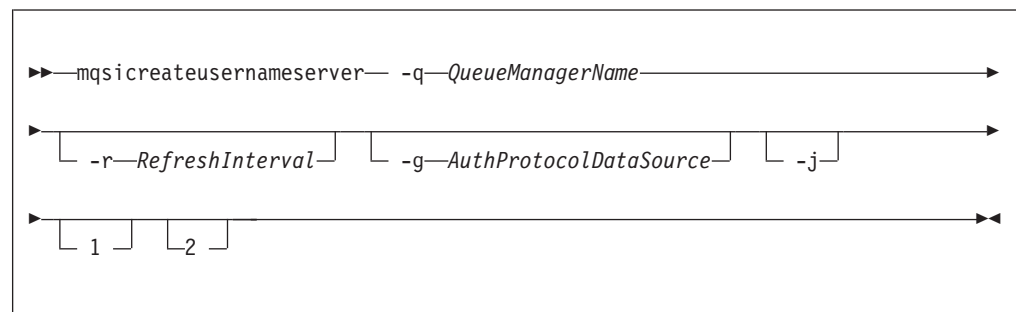 mqsicreateusernameserver -q QueueManagerName
-r RefreshInterval -g AuthProtocolDataSource -j
1 2